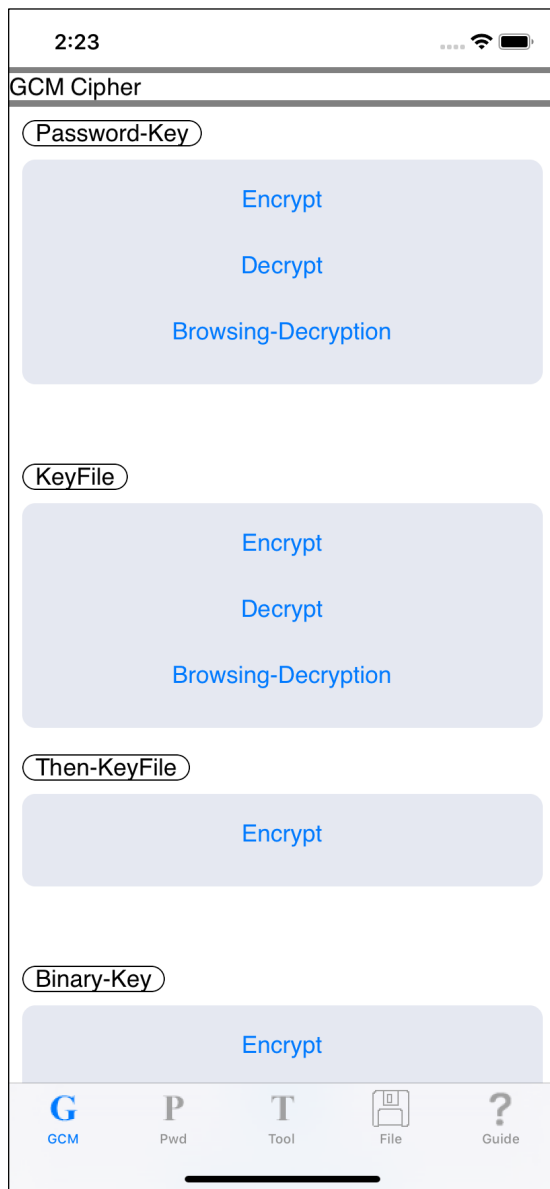 2:23
GCM Cipher
Password-Key
Encrypt
Decrypt
Browsing-Decryption
KeyFile
Encrypt
Decrypt
Browsing-Decryption
Then-KeyFile
Encrypt
Binary-Key
Encrypt
G P T ?
GCM Pwd Tool File Guide